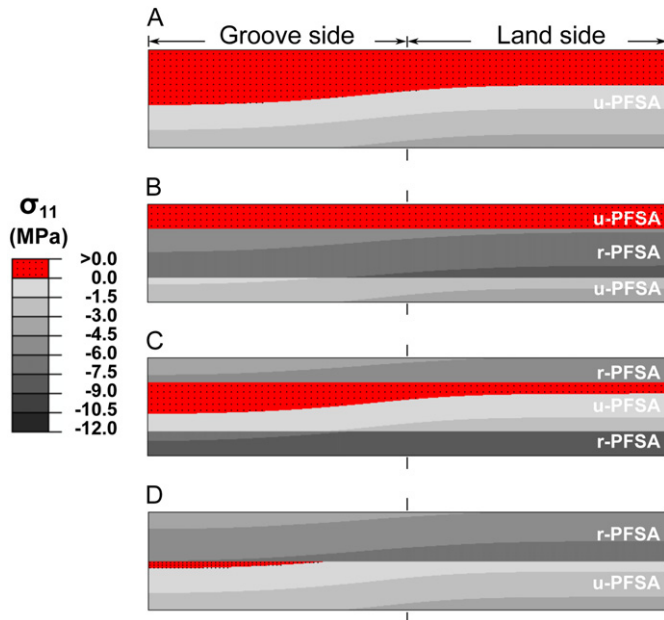 A
Groove side
Land side
u-PFSA
B
u-PFSA
r-PFSA
u-PFSA
σ11
(MPa)
>0.0
0.0
-1.5
-3.0
-4.5
-6.0
-7.5
-9.0
-10.5
-12.0
C
r-PFSA
u-PFSA
r-PFSA
D
r-PFSA
u-PFSA